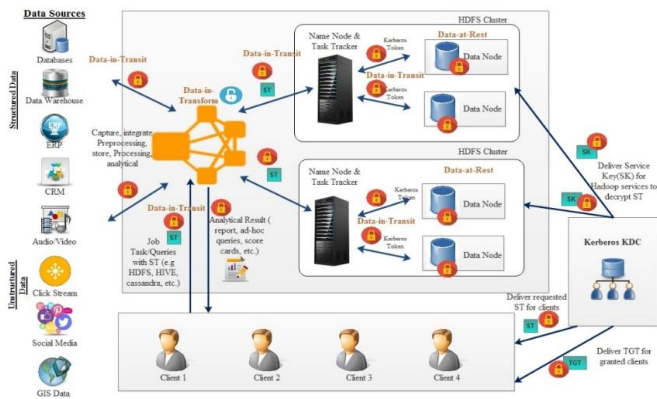 Data Sources
Structured Data
Databases
Data Warehouse
ERP
CRM
Audio/Video
Unstructured
Data
Click Stream
Social Media
GIS Data
Data-in-Transit
Data-in-
Transform
Data-in-Transit
ST
Capture, integrate,
Preprocessing,
store, Processing,
analytical
ST
Data-in-Transit
ST
Job
Task/Queries
with ST (e.g
HDFS, HIVE,
cassandra, etc.)
Analytical Result (
report, ad-hoc
queries, score
cards, etc.)
HDFS Cluster
Name Node &
Task Tracker
Kerberos
Token
Data-at-Rest
Data Node
Data-in-Transit
Kerberos
Token
Data Node
HDFS Cluster
Name Node &
Task Tracker
Kerberos
Token
Data-at-Rest
Data Node
Data-in-Transit
Kerberos
Token
Data Node
SK
Deliver Service
Key(SK) for
Hadoop services to
decrypt ST
SK
Kerberos KDC
Deliver requested
ST for clients
ST
Deliver TGT for
granted clients
TGT
Client 1
Client 2
Client 3
Client 4